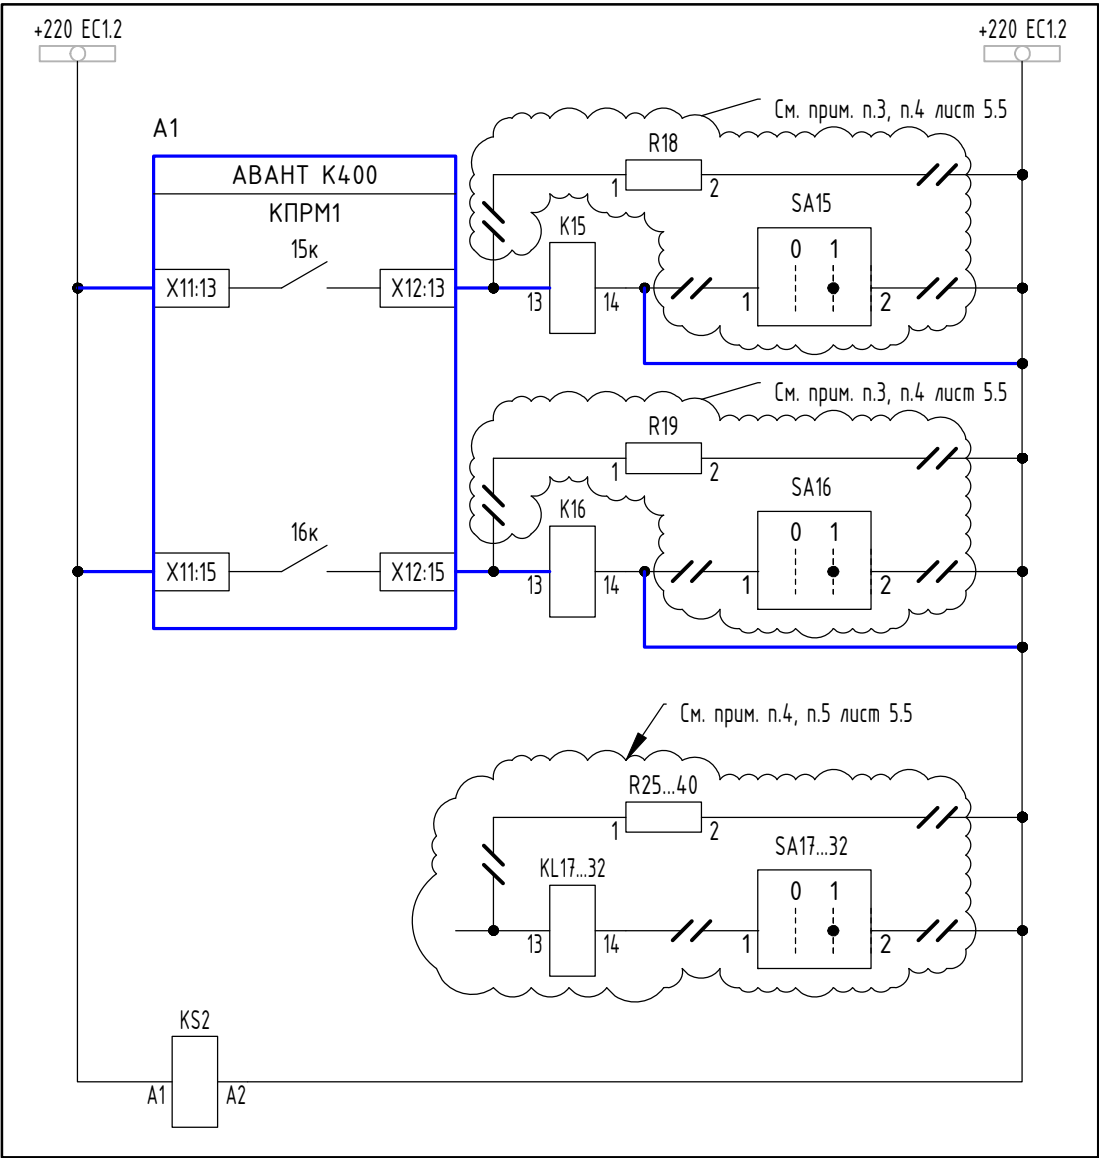 +220 EC1.2
+220 EC1.2
См. прим. п.3, п.4 лист 5.5
А1
R18
АВАНТ К400
1
2
SA15
КПРМ1
K15
0 1
15к
X11:13
X12:13
13
14
1
2
См. прим. п.3, п.4 лист 5.5
R19
1
2
SA16
K16
0 1
16к
X11:15
X12:15
13
14
1
2
См. прим. п.4, п.5 лист 5.5
R25...40
1
2
SA17...32
KL17...32
0 1
13
14
1
2
KS2
A1
A2